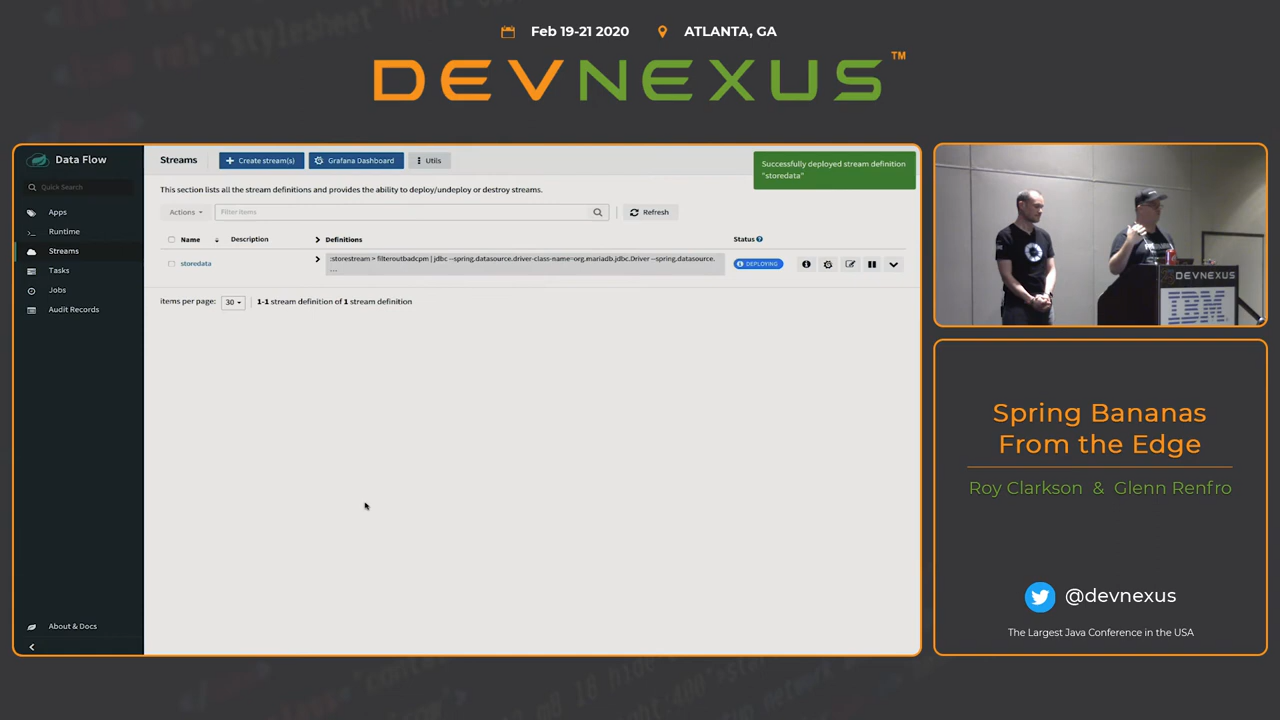 Feb 19-21 2020 ATLANTA, GA
DEVNEXUS™
Data Flow
Quick Search
Apps
Runtime
Streams
Tasks
Jobs
Audit Records
About & Docs
Streams
Create stream(s)
Grafana Dashboard
Utils
Successfully deployed stream definition
"storedata"
This section lists all the stream definitions and provides the ability to deploy/undeploy or destroy streams.
Actions
Filter items
Refresh
Name Description Definitions Status
storedata
:storestream > filteroutbadcpm | jdbc --spring.datasource.driver-class-name=org.mariadb.jdbc.Driver --spring.datasource.
...
DEPLOYING
items per page: 30 1-1 stream definition of 1 stream definition
DEVNEXUS
IBM
Spring Bananas
From the Edge
Roy Clarkson & Glenn Renfro
@devnexus
The Largest Java Conference in the USA